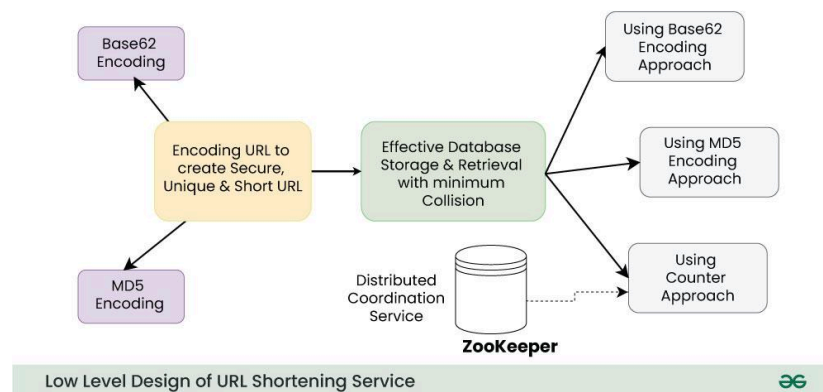 Base62
Encoding
Encoding URL to
create Secure,
Unique & Short URL
MD5
Encoding
Effective Database
Storage & Retrieval
with minimum
Collision
Using Base62
Encoding
Approach
Using MD5
Encoding
Approach
Using
Counter
Approach
Distributed
Coordination
Service
ZooKeeper
Low Level Design of URL Shortening Service